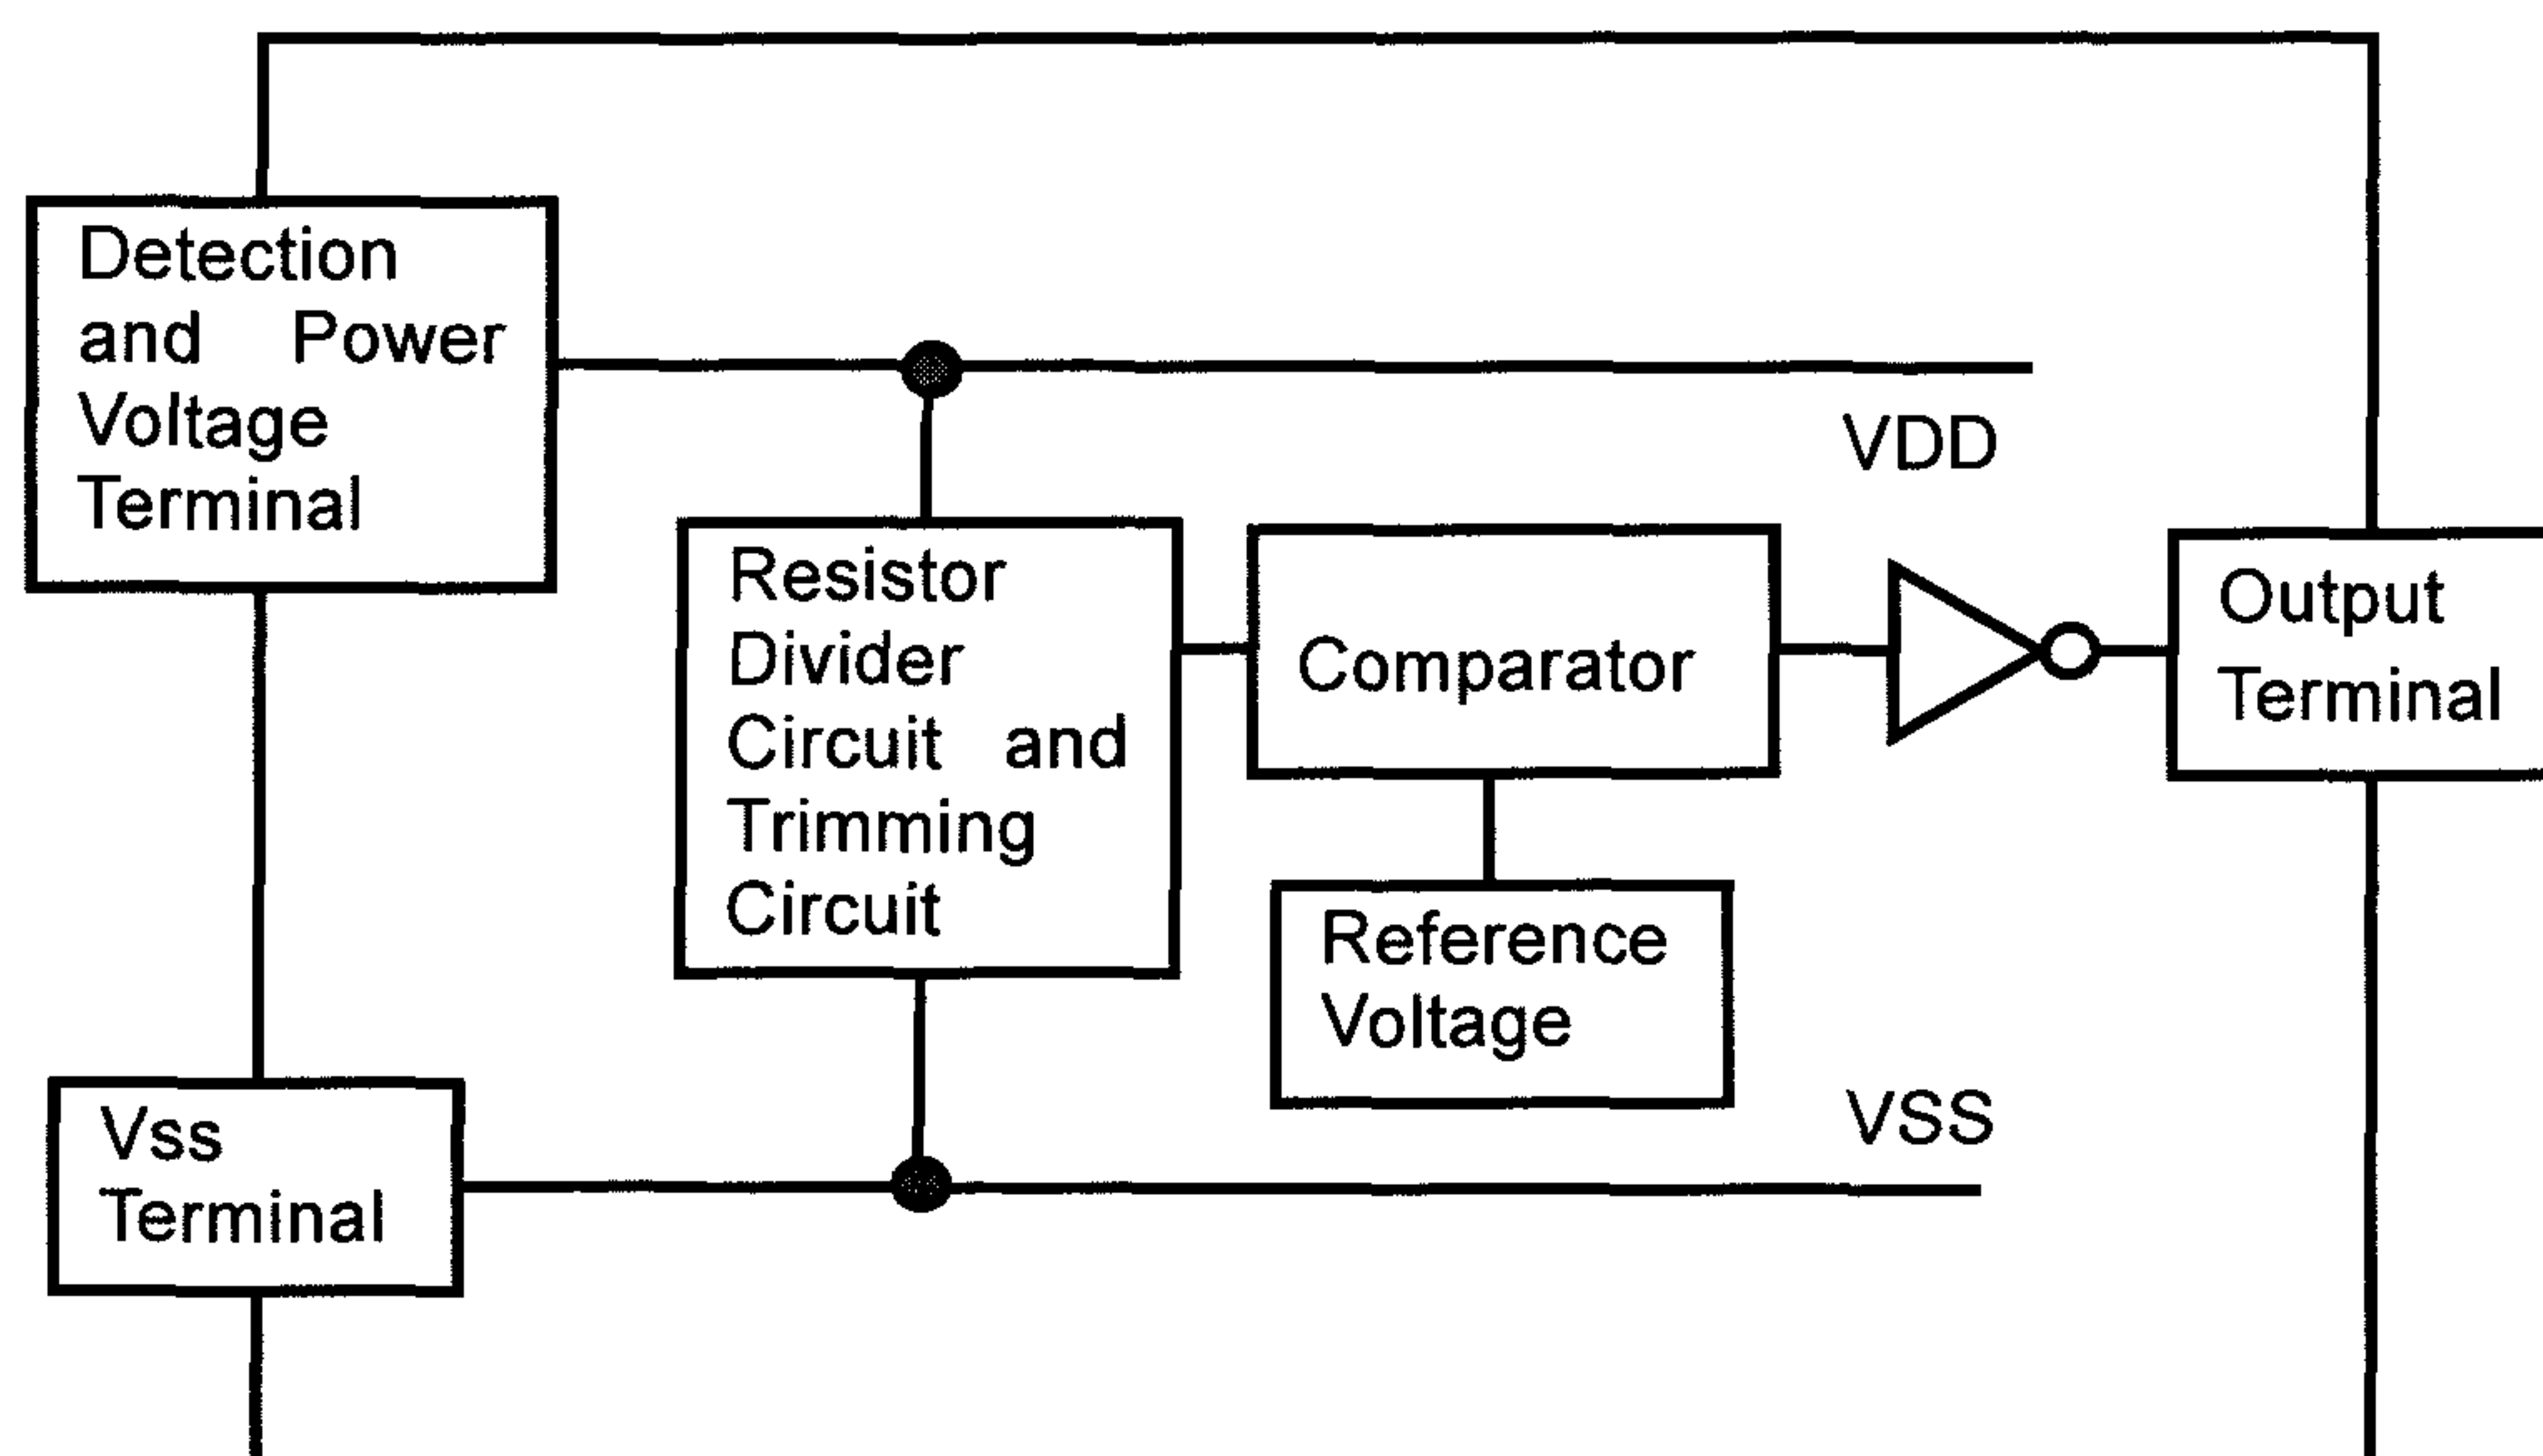 Detection
and Power
Voltage
Terminal
VDD
Resistor
Divider
Circuit and
Trimming
Circuit
Comparator
Output
Terminal
Reference
Voltage
Vss
Terminal
VSS